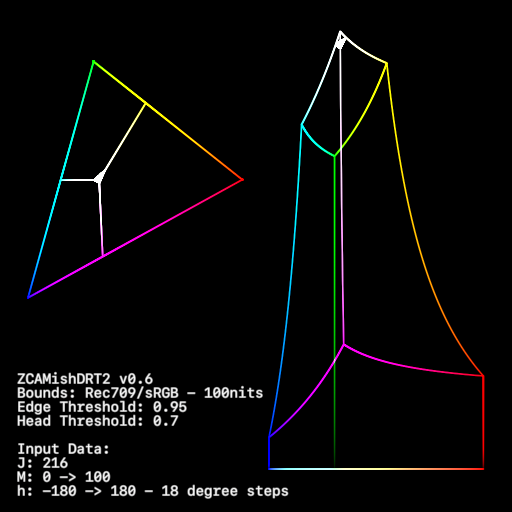 ZCAMishDRT2 v0.6
Bounds: Rec709/sRGB - 100nits
Edge Threshold: 0.95
Head Threshold: 0.7
Input Data:
J: 216
M: 0 -> 100
h: -180 -> 180 - 18 degree steps